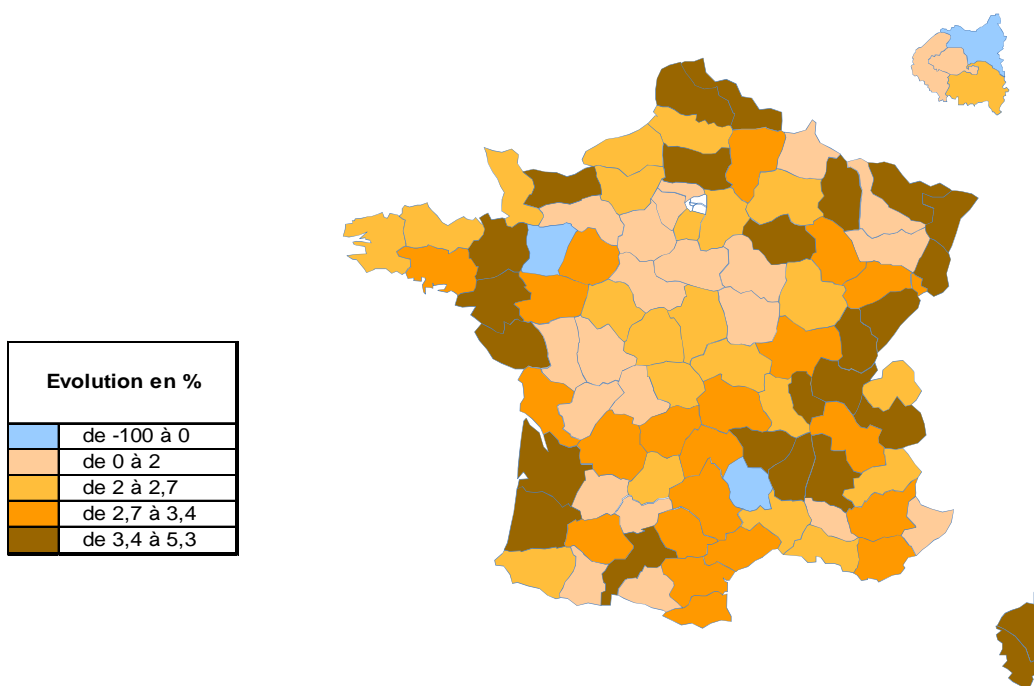 Evolution en %
de -100 à 0
de 0 à 2
de 2 à 2,7
de 2,7 à 3,4
de 3,4 à 5,3